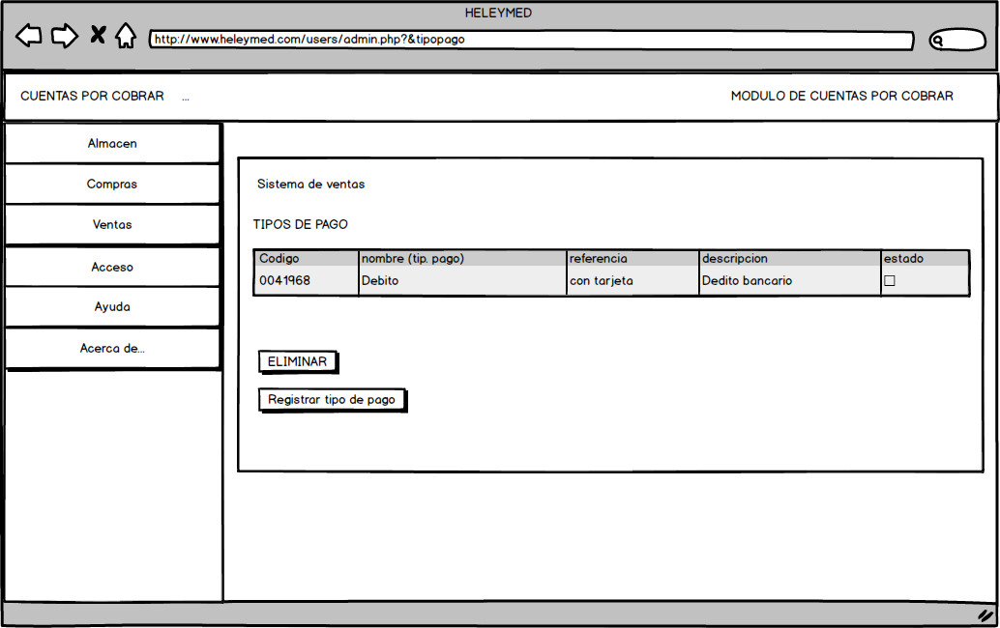 HELEYMED
http://www.heleymed.com/users/admin.php?&tipopago
CUENTAS POR COBRAR ... MODULO DE CUENTAS POR COBRAR
Almacen
Compras
Ventas
Acceso
Ayuda
Acerca de...
Sistema de ventas
TIPOS DE PAGO
Codigo nombre (tip. pago) referencia descripcion estado
0041968 Debito con tarjeta Dedito bancario
ELIMINAR
Registrar tipo de pago